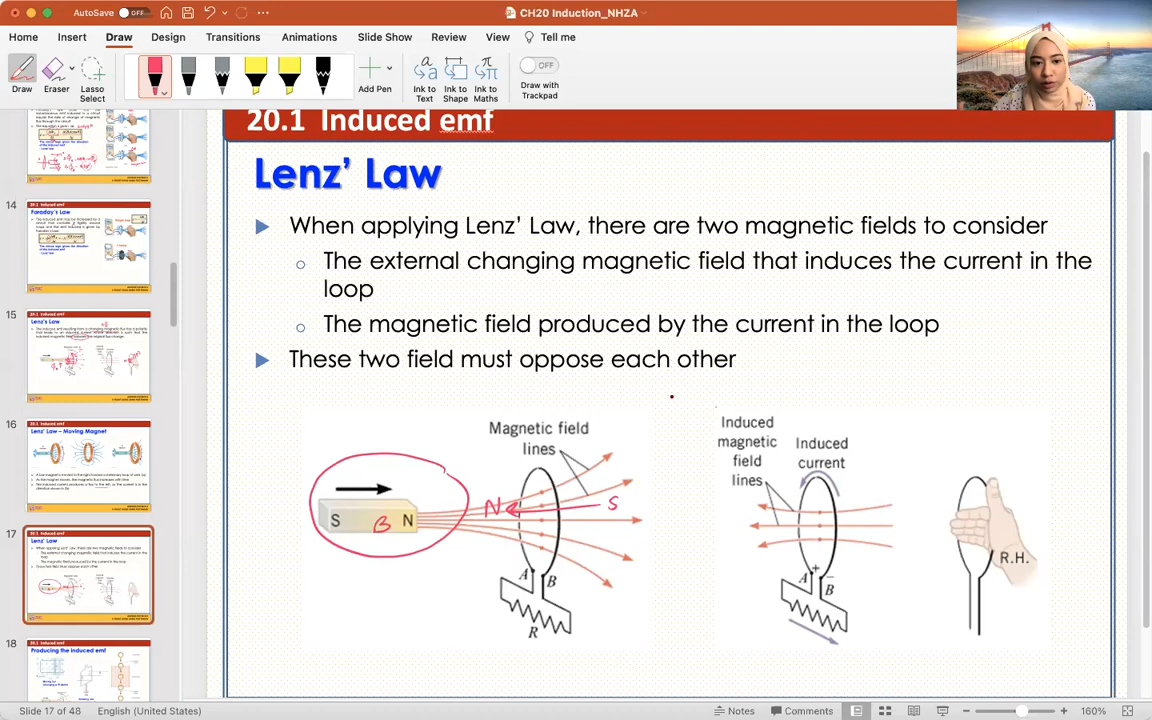 AutoSave OFF
CH20 Induction_NHZA
Home Insert Draw Design Transitions Animations Slide Show Review View Tell me
Draw Eraser Lasso Select Add Pen Ink to Text Ink to Shape Ink to Maths OFF Draw with Trackpad
20.1 Induced emf
Lenz’ Law
When applying Lenz’ Law, there are two magnetic fields to consider
The external changing magnetic field that induces the current in the
loop
The magnetic field produced by the current in the loop
These two field must oppose each other
Magnetic field
lines
S B N
N S
A B
R
Induced
magnetic
field
lines
Induced
current
A + − B
R.H.
14
20.1 Induced emf
Faraday's Law
15
20.1 Induced emf
Lenz's Law
16
20.1 Induced emf
Lenz' Law – Moving Magnet
17
20.1 Induced emf
Lenz' Law
18
20.1 Induced emf
Producing the induced emf
Slide 17 of 48 English (United States) Notes Comments 160%